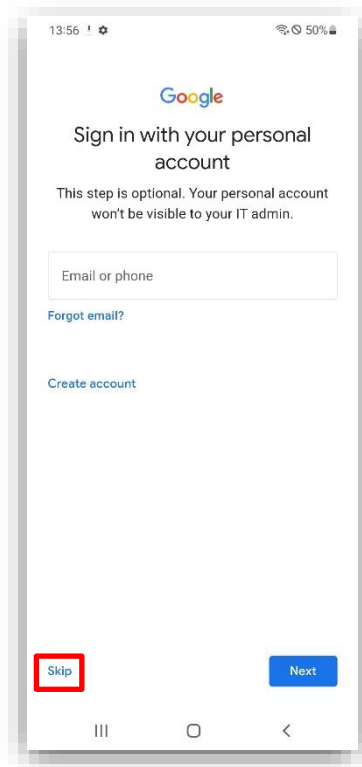 13:56 50%
Google
Sign in with your personal
account
This step is optional. Your personal account
won't be visible to your IT admin.
Email or phone
Forgot email?
Create account
Skip Next